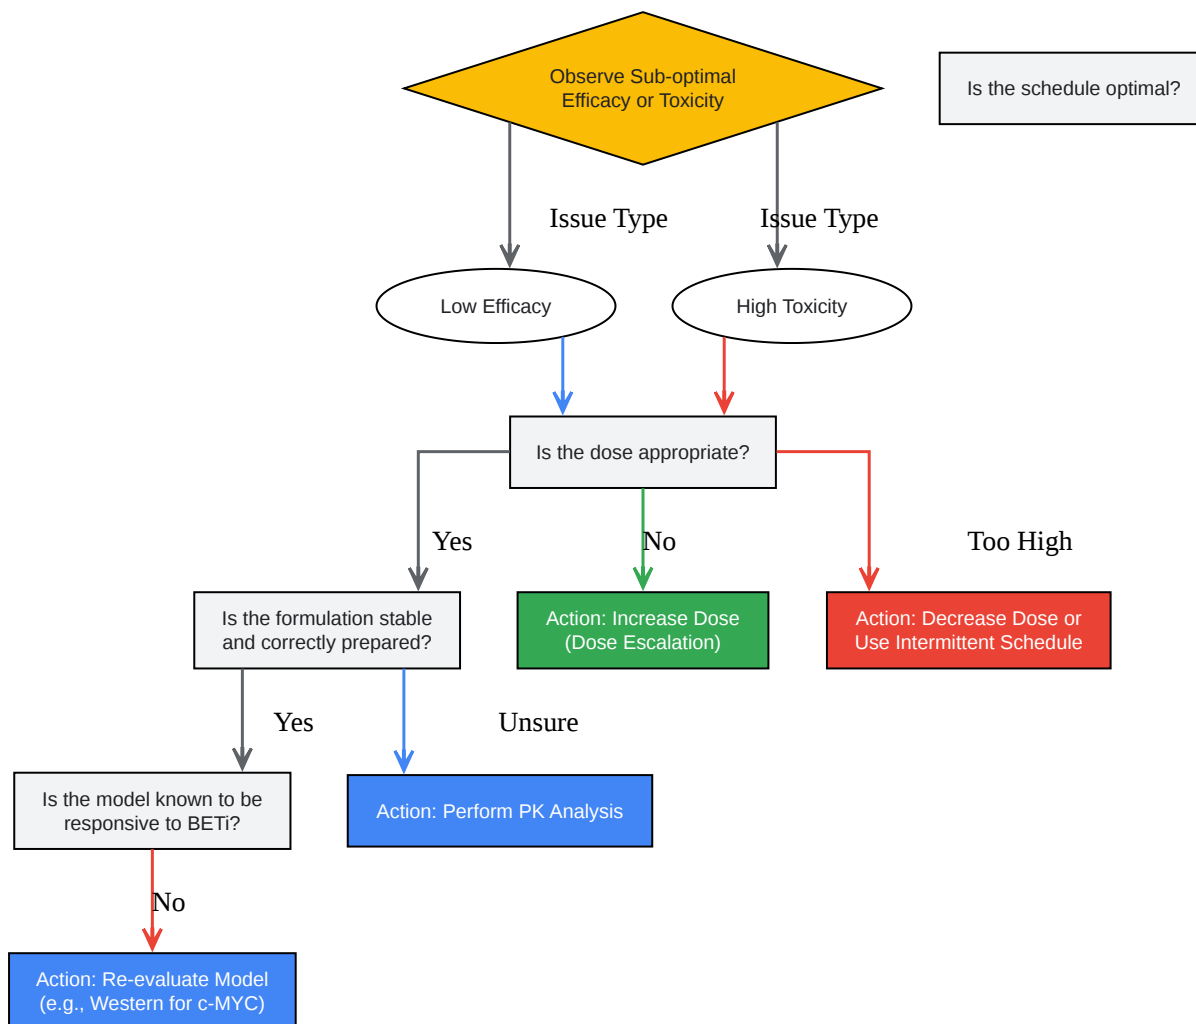 Observe Sub-optimal
Efficacy or Toxicity
Is the schedule optimal?
Issue Type
Issue Type
Low Efficacy
High Toxicity
Is the dose appropriate?
Yes
No
Too High
Is the formulation stable
and correctly prepared?
Action: Increase Dose
(Dose Escalation)
Action: Decrease Dose or
Use Intermittent Schedule
Yes
Unsure
Is the model known to be
responsive to BETi?
Action: Perform PK Analysis
No
Action: Re-evaluate Model
(e.g., Western for c-MYC)